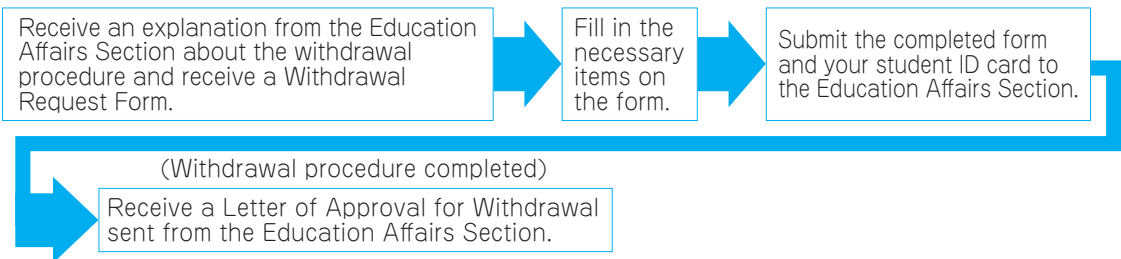 Receive an explanation from the Education
Affairs Section about the withdrawal
procedure and receive a Withdrawal
Request Form.
Fill in the
necessary
items on
the form.
Submit the completed form
and your student ID card to
the Education Affairs Section.
(Withdrawal procedure completed)
Receive a Letter of Approval for Withdrawal
sent from the Education Affairs Section.